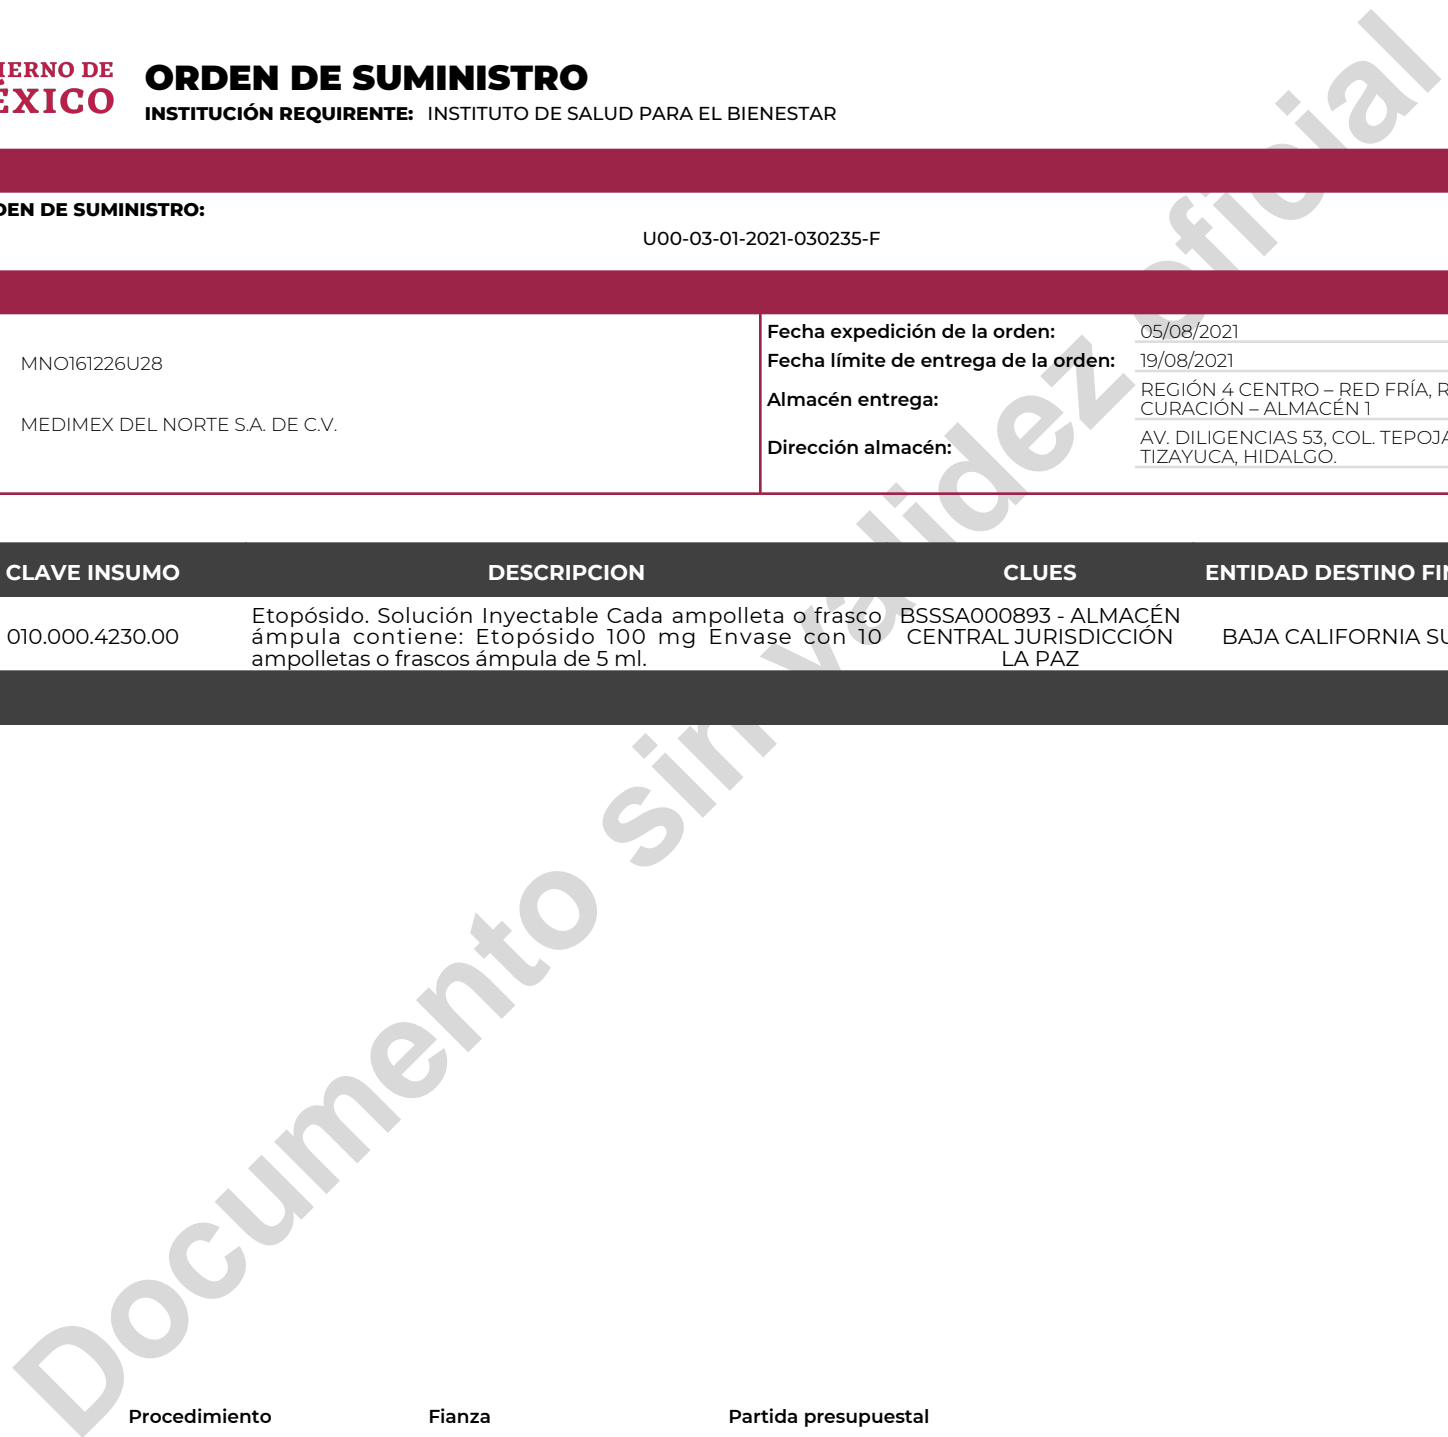 IERNO DE
ÉXICO
ORDEN DE SUMINISTRO
INSTITUCIÓN REQUIRENTE: INSTITUTO DE SALUD PARA EL BIENESTAR
DEN DE SUMINISTRO:
U00-03-01-2021-030235-F
MNO161226U28
MEDIMEX DEL NORTE S.A. DE C.V.
Fecha expedición de la orden: 05/08/2021
Fecha límite de entrega de la orden: 19/08/2021
Almacén entrega: REGIÓN 4 CENTRO – RED FRÍA, R
CURACIÓN – ALMACÉN 1
Dirección almacén: AV. DILIGENCIAS 53, COL. TEPOJA
TIZAYUCA, HIDALGO.
CLAVE INSUMO DESCRIPCION CLUES ENTIDAD DESTINO FIN
010.000.4230.00
Etopósido. Solución Inyectable Cada ampolleta o frasco
ámpula contiene: Etopósido 100 mg Envase con 10
ampolletas o frascos ámpula de 5 ml.
BSSSA000893 - ALMACÉN
CENTRAL JURISDICCIÓN
LA PAZ
BAJA CALIFORNIA SU
Documento sin validez oficial
Procedimiento Fianza Partida presupuestal